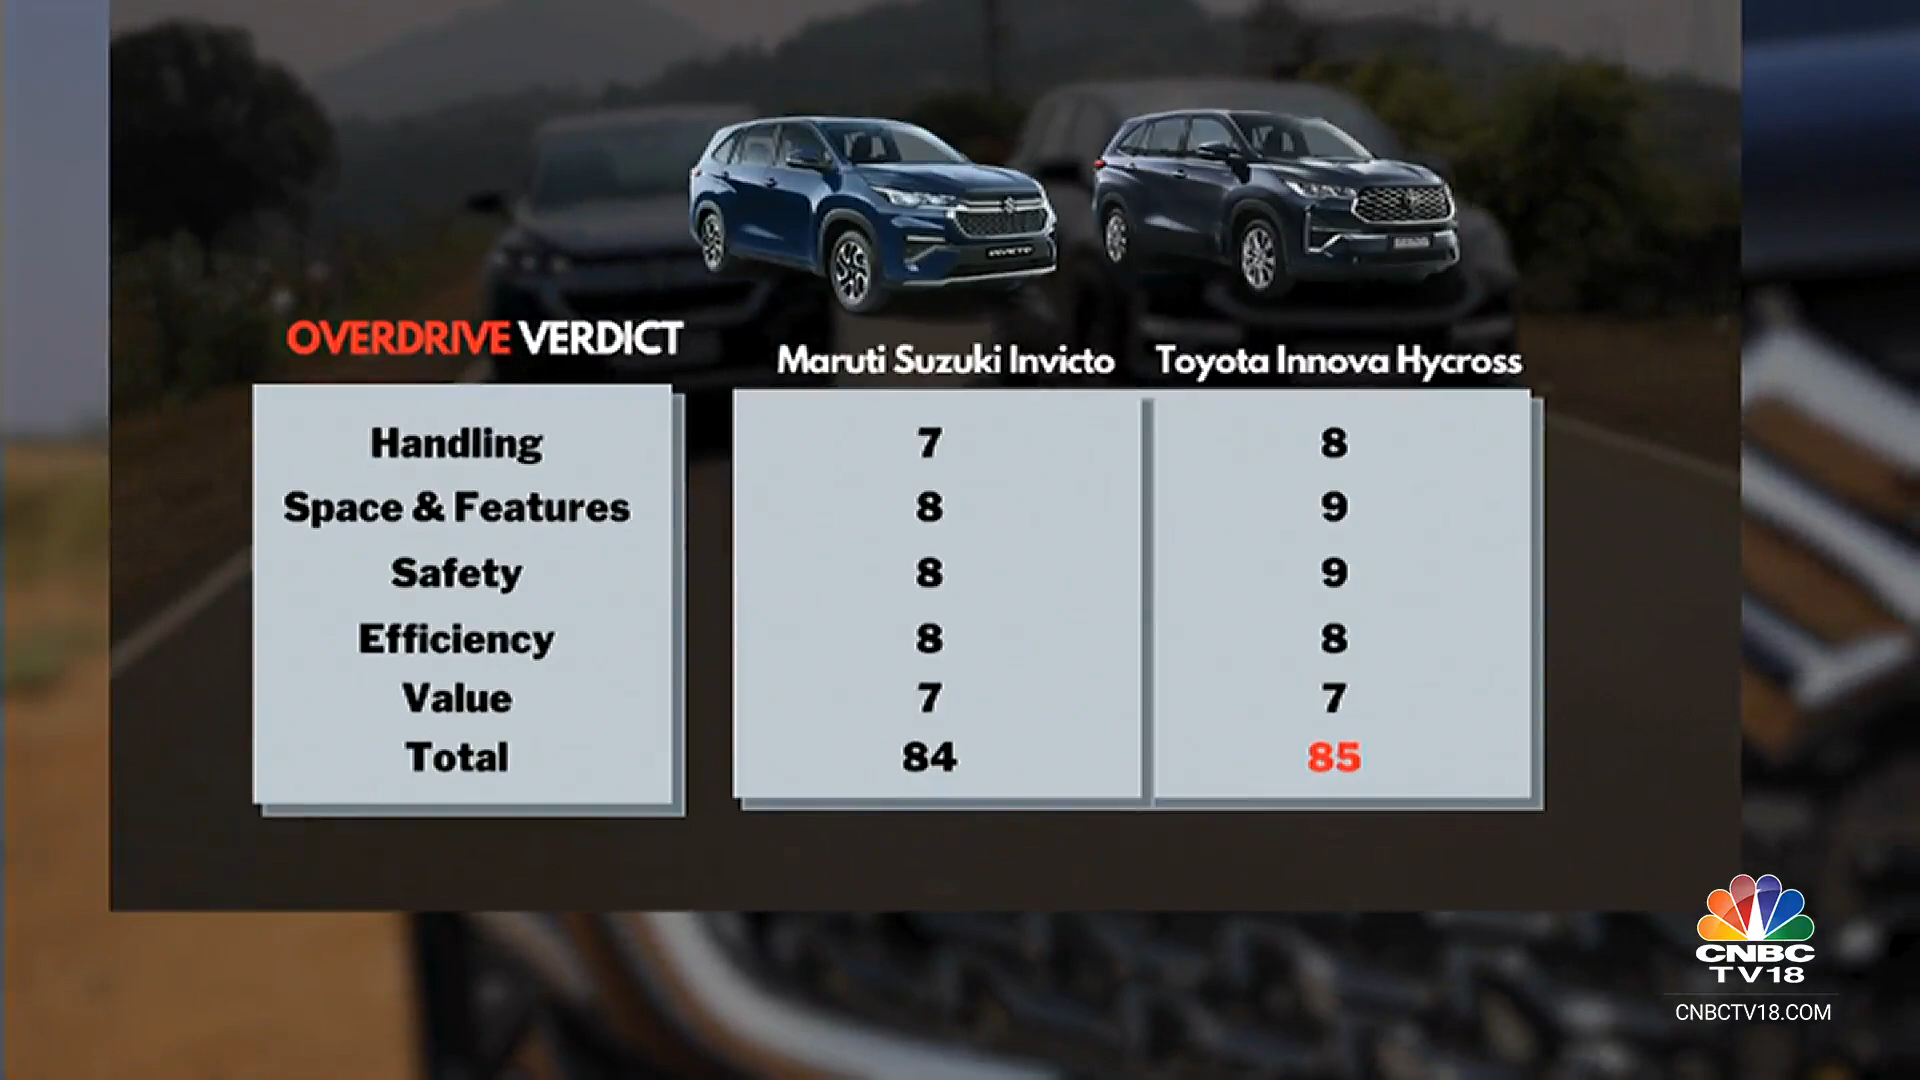 OVERDRIVE VERDICT
Maruti Suzuki Invicto Toyota Innova Hycross
Handling 7 8
Space & Features 8 9
Safety 8 9
Efficiency 8 8
Value 7 7
Total 84 85
INVICTO
CNBC
TV18
CNBCTV18.COM